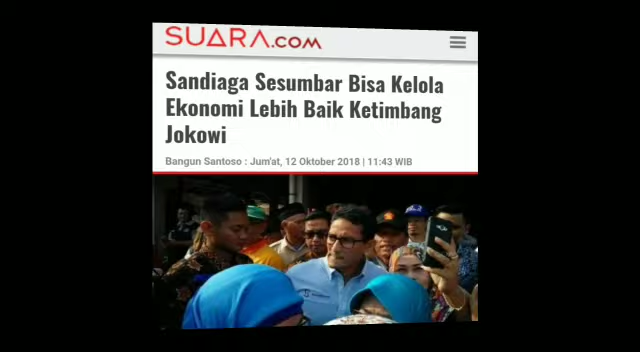 SUARA.COM
Sandiaga Sesumbar Bisa Kelola
Ekonomi Lebih Baik Ketimbang
Jokowi
Bangun Santoso : Jum'at, 12 Oktober 2018 | 11:43 WIB